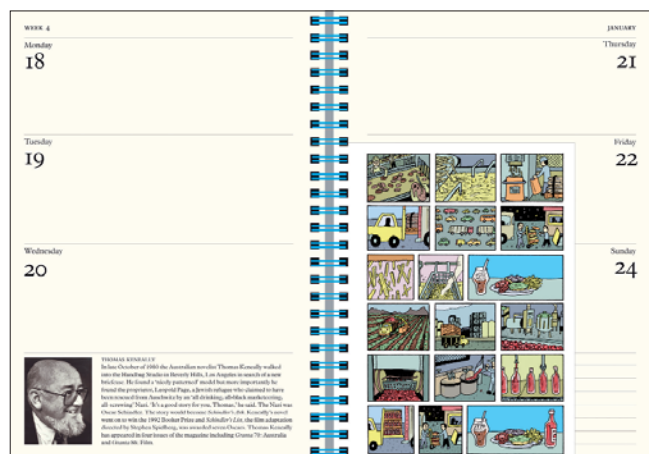 WEEK 4
Monday
18
Tuesday
19
Wednesday
20
THOMAS KENEALLY
In late October of 1980 the Australian novelist Thomas Keneally walked
into the Handbag Studio in Beverly Hills, Los Angeles in search of a new
briefcase. He found a ‘nicely patterned’ model but more importantly he
found the proprietor, Leopold Page, a Jewish refugee who claimed to have
been rescued from Auschwitz by an ‘all drinking, all-black marketeering,
all-screwing’ Nazi. ‘It’s a good story for you, Thomas,’ he said. The Nazi was
Oscar Schindler. The story would become Schindler’s Ark. Keneally’s novel
went on to win the 1982 Booker Prize and Schindler’s List, the film adaptation
directed by Stephen Spielberg, was awarded seven Oscars. Thomas Keneally
has appeared in four issues of the magazine including Granta 70: Australia
and Granta 86: Film.
JANUARY
Thursday
21
Friday
22
Sunday
24